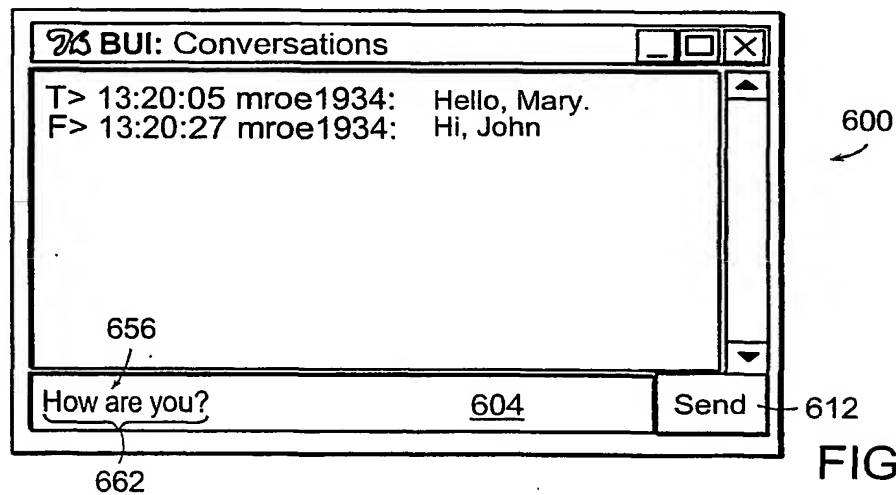 BUI: Conversations
T> 13:20:05 mroe1934: Hello, Mary.
F> 13:20:27 mroe1934: Hi, John
600
656
How are you? 604 Send 612
662
FIG